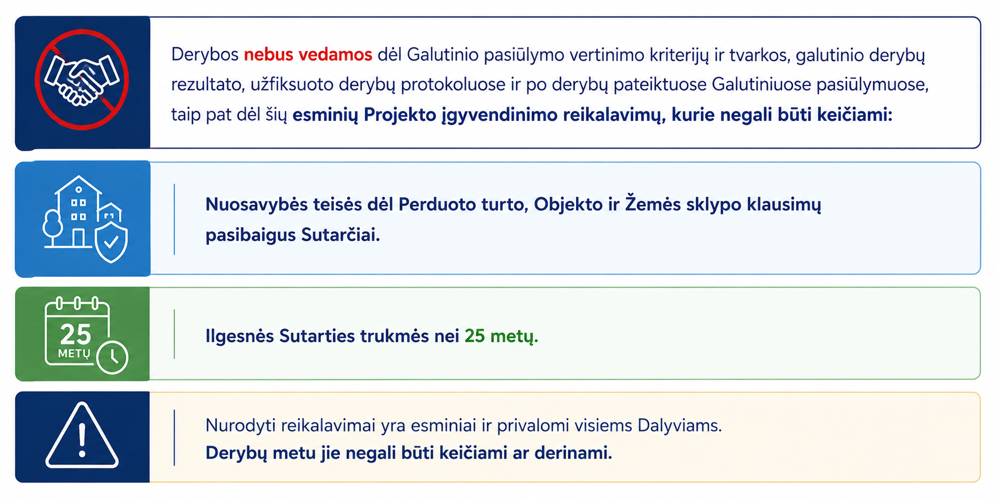 Derybos nebus vedamos dėl Galutinio pasiūlymo vertinimo kriterijų ir tvarkos, galutinio derybų
rezultato, užfiksuoto derybų protokoluose ir po derybų pateiktuose Galutiniuose pasiūlymuose,
taip pat dėl šių esminių Projekto įgyvendinimo reikalavimų, kurie negali būti keičiami:
Nuosavybės teisės dėl Perduoto turto, Objekto ir Žemės sklypo klausimų
pasibaigus Sutarčiai.
25
METŲ
Ilgesnės Sutarties trukmės nei 25 metų.
Nurodyti reikalavimai yra esminiai ir privalomi visiems Dalyviams.
Derybų metu jie negali būti keičiami ar derinami.